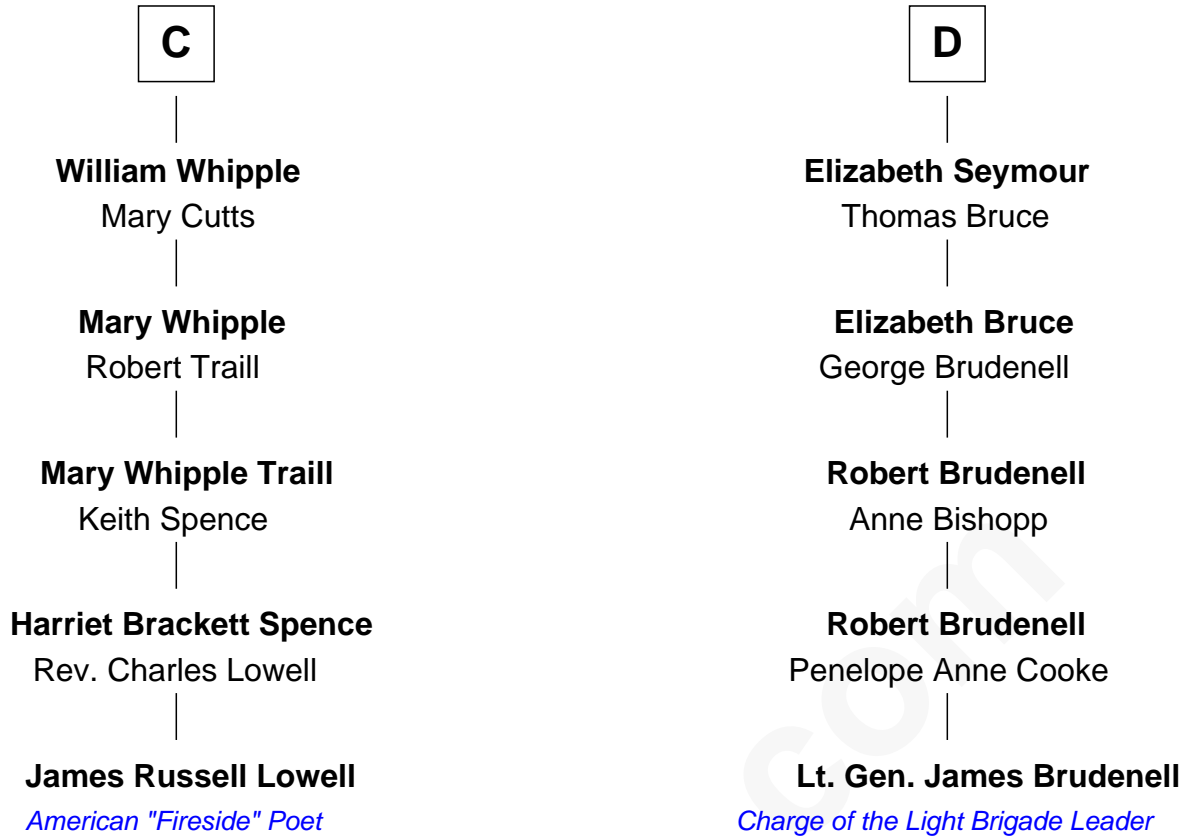 C
William Whipple
Mary Cutts
Mary Whipple
Robert Traill
Mary Whipple Traill
Keith Spence
Harriet Brackett Spence
Rev. Charles Lowell
James Russell Lowell
American "Fireside" Poet
D
Elizabeth Seymour
Thomas Bruce
Elizabeth Bruce
George Brudenell
Robert Brudenell
Anne Bishopp
Robert Brudenell
Penelope Anne Cooke
Lt. Gen. James Brudenell
Charge of the Light Brigade Leader
com